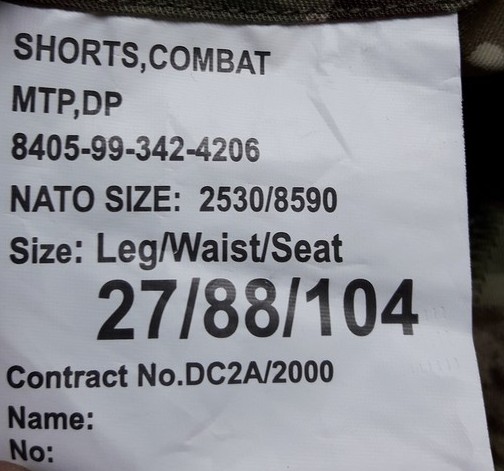 SHORTS,COMBAT
MTP,DP
8405-99-342-4206
NATO SIZE: 2530/8590
Size: Leg/Waist/Seat
27/88/104
Contract No.DC2A/2000
Name:
No: